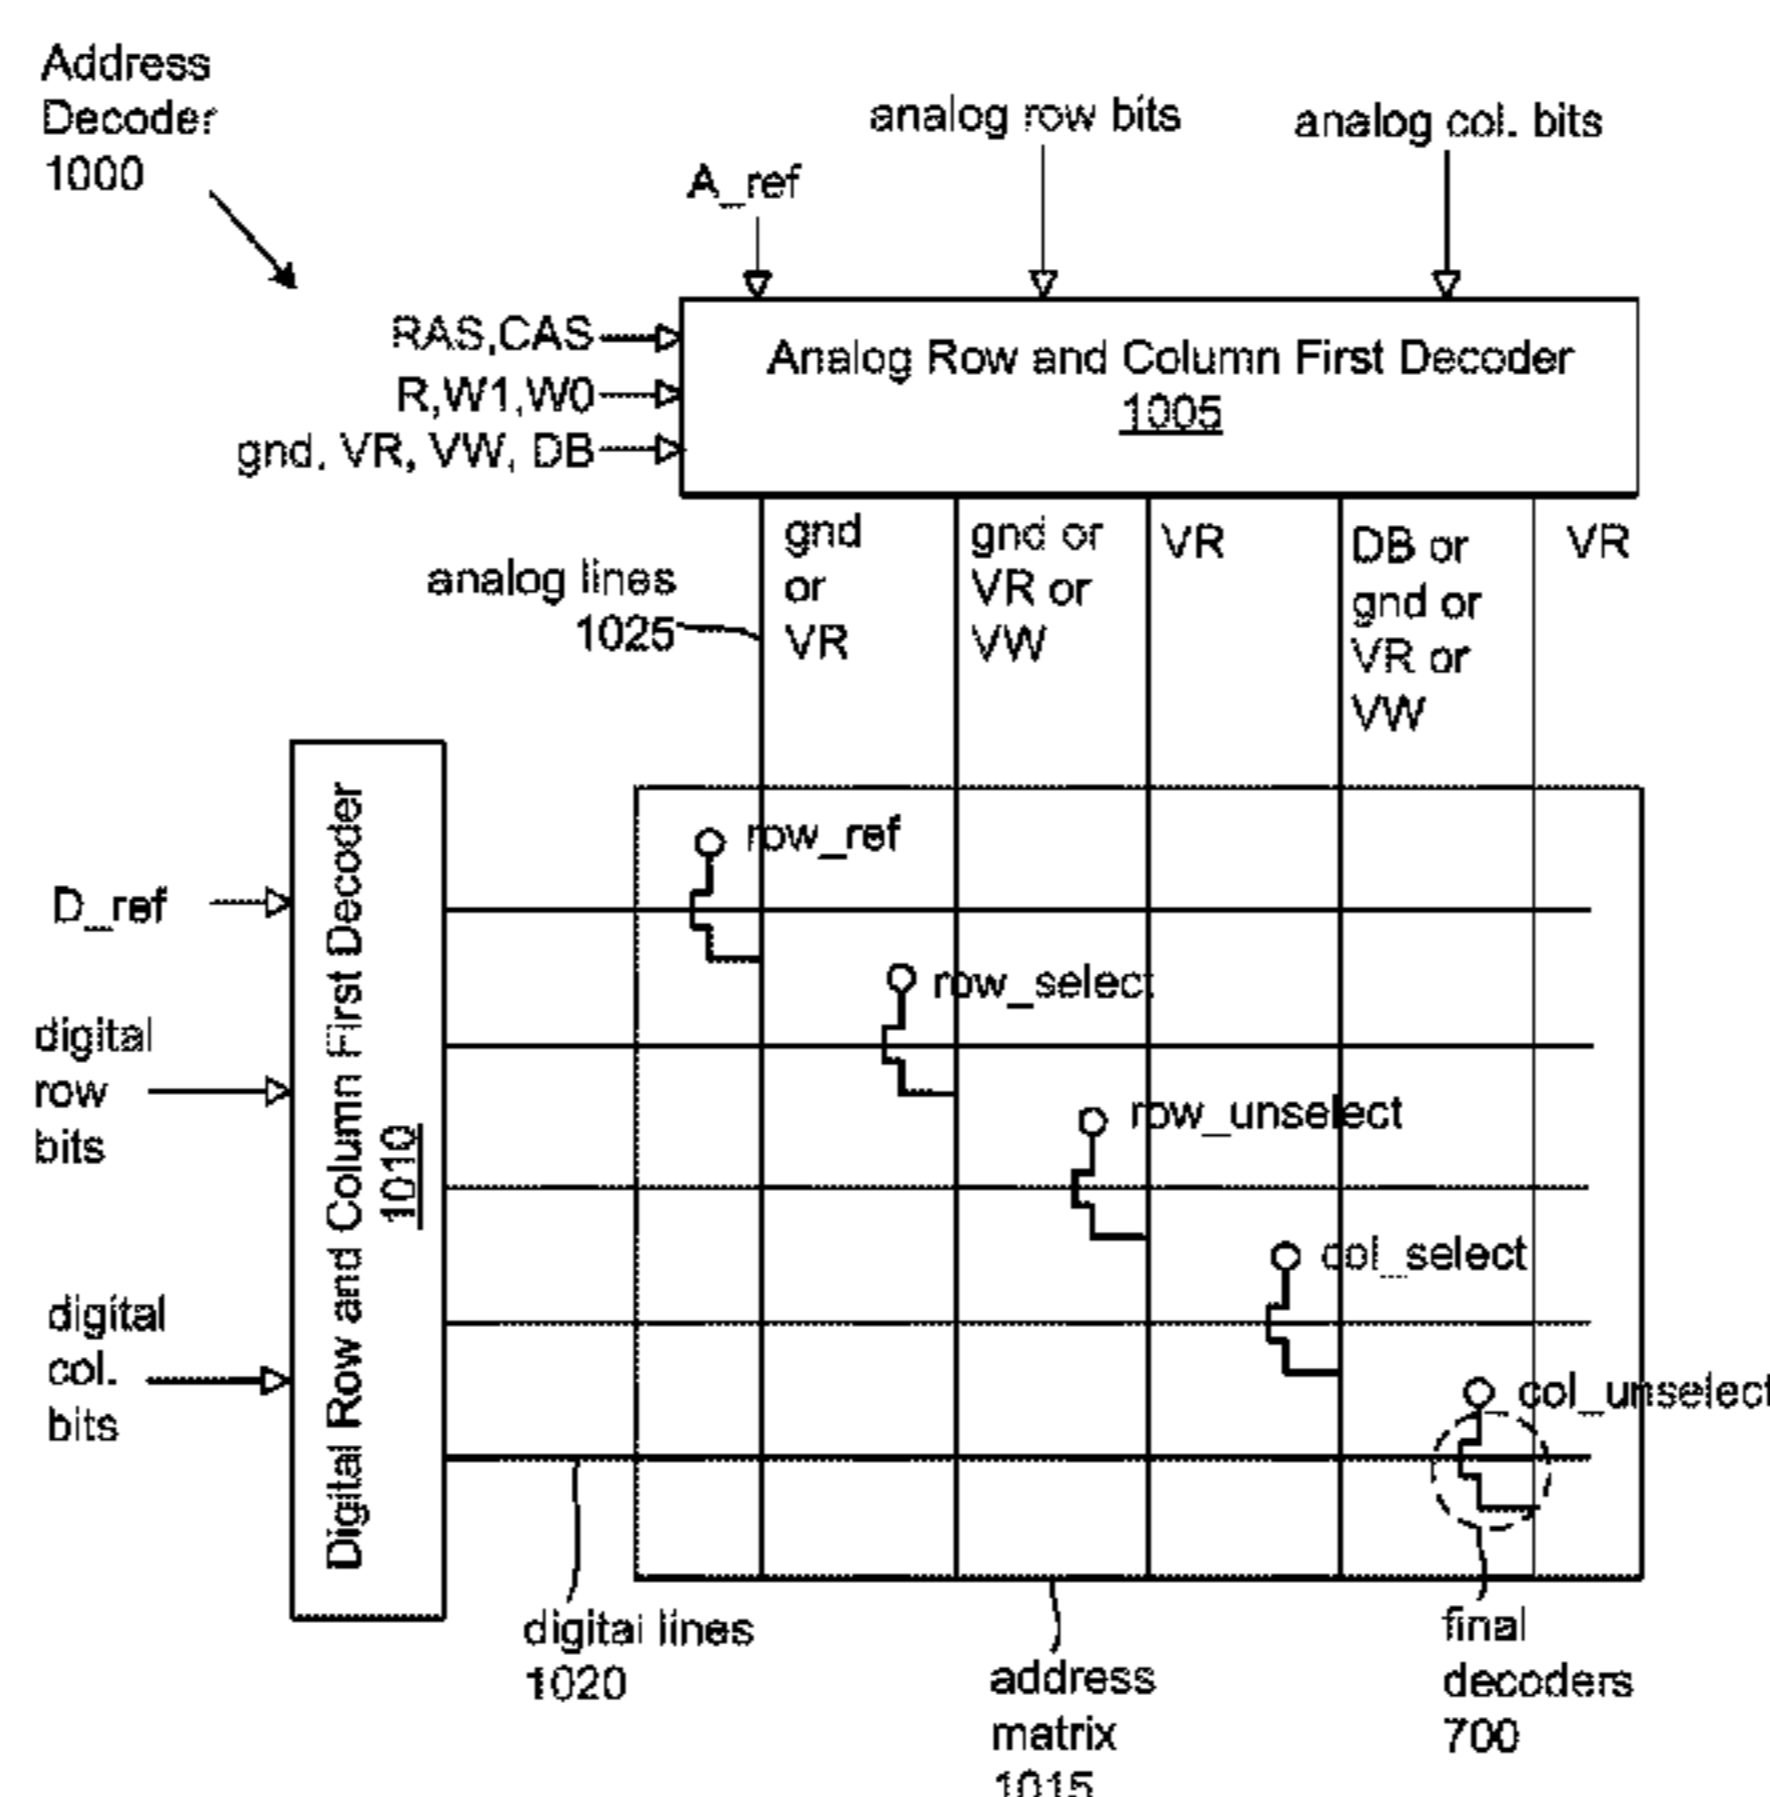 Address
Decoder
1000
analog row bits
analog col. bits
A_ref
RAS,CAS
R,W1,W0
gnd, VR, VW, DB
Analog Row and Column First Decoder
1005
analog lines
1025
gnd
or
VR
gnd or
VR or
VW
VR
DB or
gnd or
VR or
VW
VR
Digital Row and Column First Decoder
1010
D_ref
digital
row
bits
digital
col.
bits
row_ref
row_select
row_unselect
col_select
col_unselect
digital lines
1020
address
matrix
1015
final
decoders
700